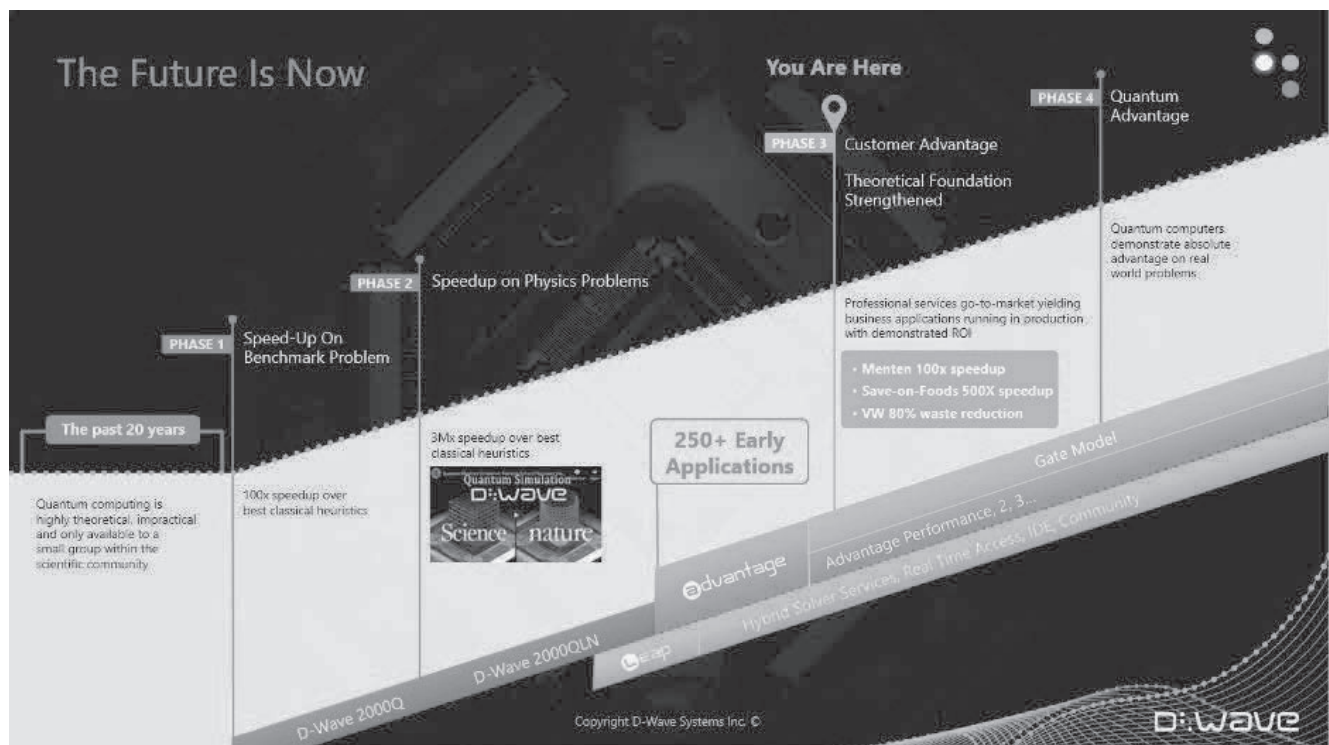 The Future Is Now
The past 20 years
Quantum computing is
highly theoretical, impractical
and only available to a
small group within the
scientific community
PHASE 1
Speed-Up On
Benchmark Problem
100x speedup over
best classical heuristics
PHASE 2
Speedup on Physics Problems
3Mx speedup over best
classical heuristics
Quantum Simulation
D:Wave
Science
nature
250+ Early
Applications
You Are Here
PHASE 3
Customer Advantage
Theoretical Foundation
Strengthened
Professional services go-to-market yielding
business applications running in production
with demonstrated ROI
• Menten 100x speedup
• Save-on-Foods 500X speedup
• VW 80% waste reduction
PHASE 4
Quantum
Advantage
Quantum computers
demonstrate absolute
advantage on real
world problems
D-Wave 2000Q
D-Wave 2000QLN
advantage
Advantage Performance, 2, 3...
Gate Model
Leap
Hybrid Solver Services, Real Time Access, IDE, Community
Copyright D-Wave Systems Inc. ©
D:Wave